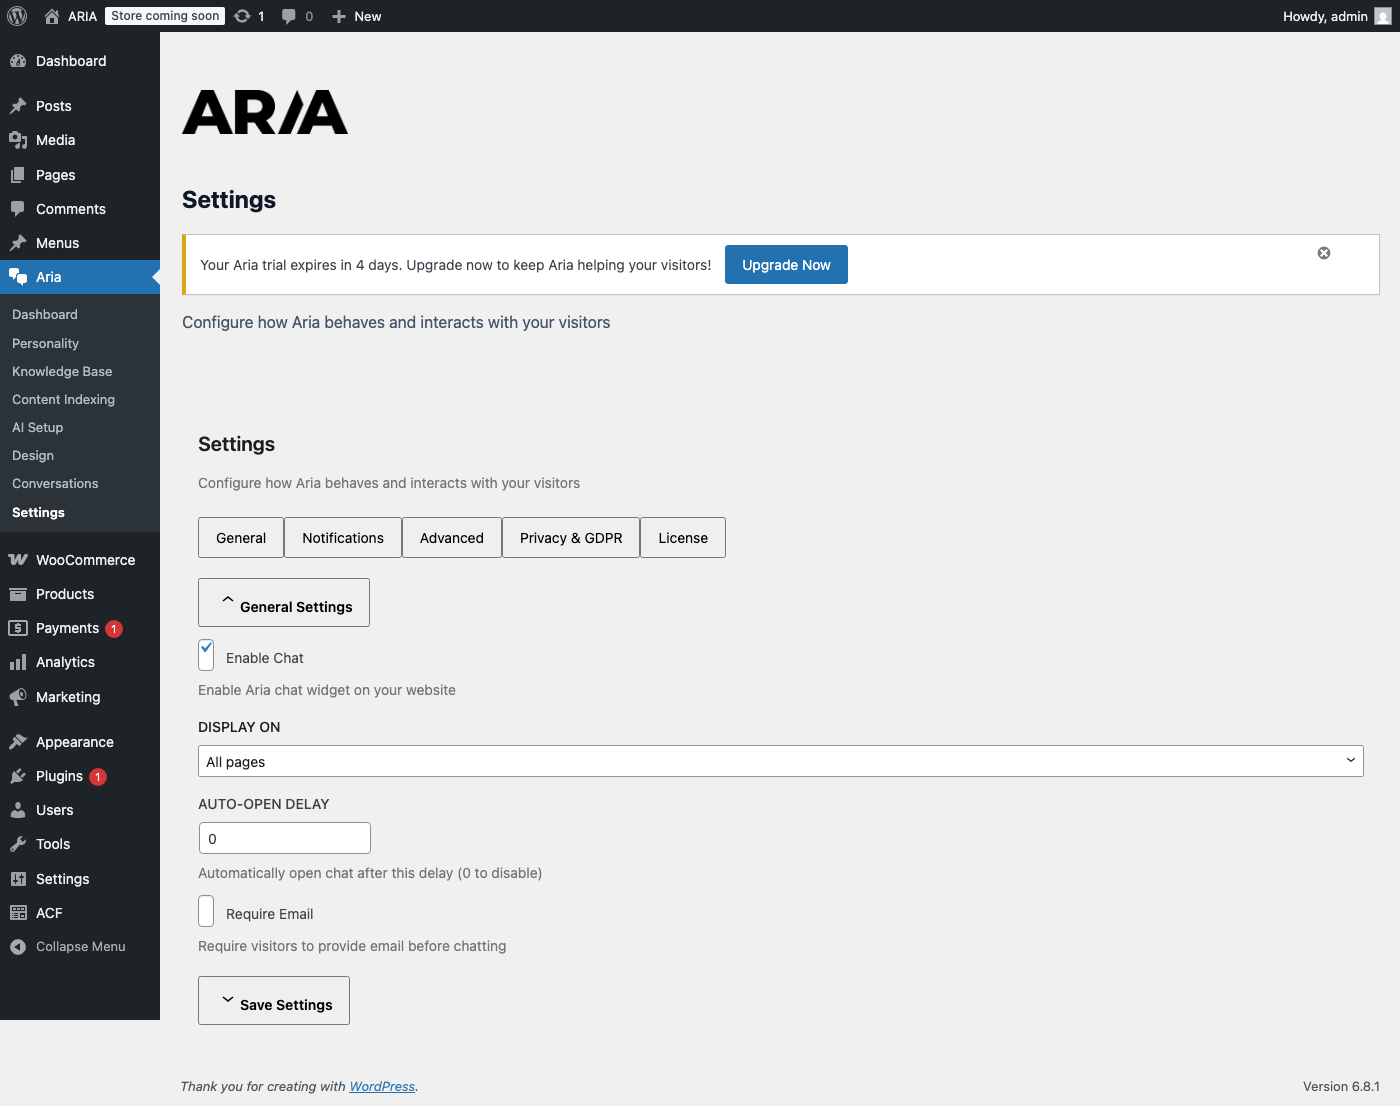 ARIA
Store coming soon
1
0
New
Howdy, admin
Dashboard
Posts
Media
Pages
Comments
Menus
Aria
Dashboard
Personality
Knowledge Base
Content Indexing
AI Setup
Design
Conversations
Settings
WooCommerce
Products
Payments 1
Analytics
Marketing
Appearance
Plugins 1
Users
Tools
Settings
ACF
Collapse Menu
ARIA
Settings
Your Aria trial expires in 4 days. Upgrade now to keep Aria helping your visitors!
Upgrade Now
Configure how Aria behaves and interacts with your visitors
Settings
Configure how Aria behaves and interacts with your visitors
General
Notifications
Advanced
Privacy & GDPR
License
General Settings
Enable Chat
Enable Aria chat widget on your website
DISPLAY ON
All pages
AUTO-OPEN DELAY
0
Automatically open chat after this delay (0 to disable)
Require Email
Require visitors to provide email before chatting
Save Settings
Thank you for creating with WordPress.
Version 6.8.1